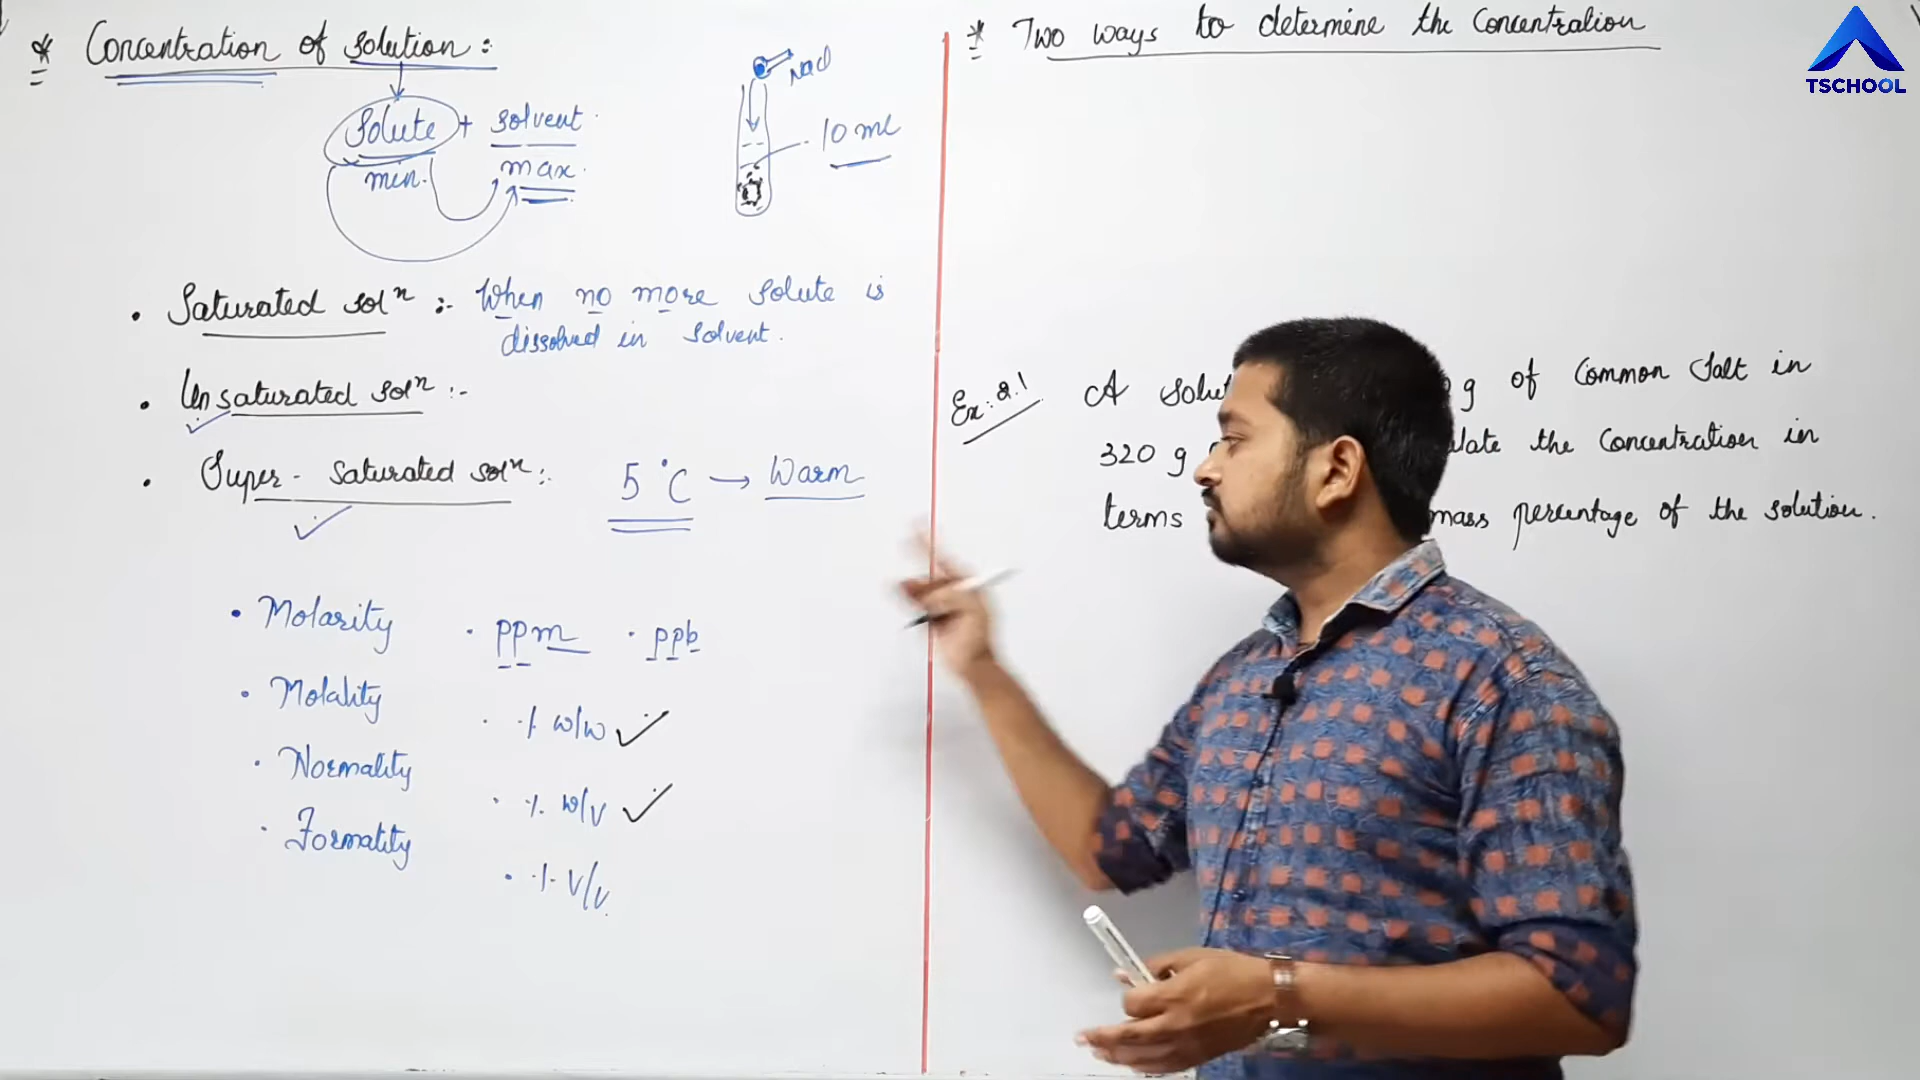 * Concentration of solution :
solute + solvent
min. max.
NaCl
10 ml
• Saturated solⁿ :- When no more solute is
dissolved in solvent.
• Unsaturated solⁿ :-
• Super - saturated solⁿ :- 5°C → Warm
• Molarity • ppm • ppb
• Molality • % w/w ✓
• Normality • % w/v ✓
• Formality • % v/v
* Two ways to determine the Concentration
Ex: 2.1 A g of Common Salt in
320 g the Concentration in
terms mass percentage of the solution.
TSCHOOL